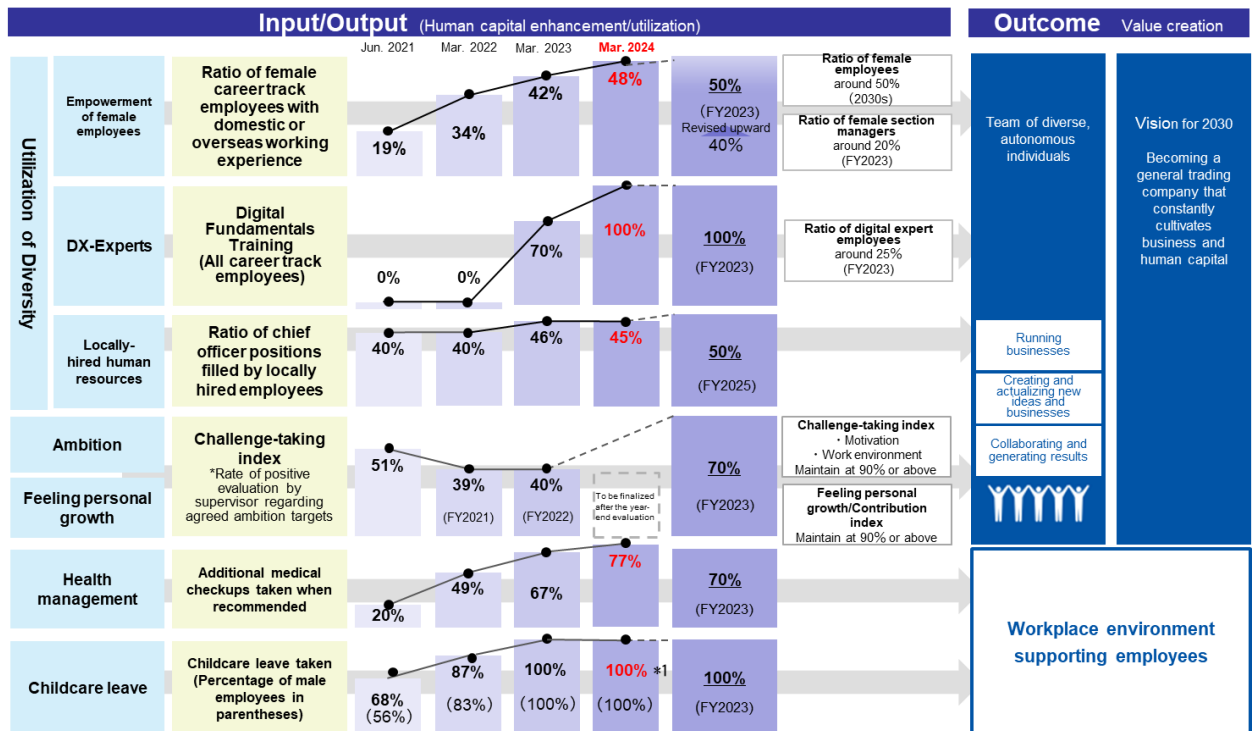 Input/Output (Human capital enhancement/utilization)
Outcome Value creation
Jun. 2021 Mar. 2022 Mar. 2023 Mar. 2024
Utilization of Diversity
Empowerment
of female
employees
Ratio of female
career track
employees with
domestic or
overseas working
experience
19%
34%
42%
48%
50%
(FY2023)
Revised upward
40%
Ratio of female
employees
around 50%
(2030s)
Ratio of female section
managers
around 20%
(FY2023)
DX-Experts
Digital
Fundamentals
Training
(All career track
employees)
0%
0%
70%
100%
100%
(FY2023)
Ratio of digital expert
employees
around 25%
(FY2023)
Locally-
hired human
resources
Ratio of chief
officer positions
filled by locally
hired employees
40%
40%
46%
45%
50%
(FY2025)
Ambition
Feeling personal
growth
Challenge-taking
index
*Rate of positive
evaluation by
supervisor regarding
agreed ambition targets
51%
39%
(FY2021)
40%
(FY2022)
To be finalized
after the year-
end evaluation
70%
(FY2023)
Challenge-taking index
・Motivation
・Work environment
Maintain at 90% or above
Feeling personal
growth/Contribution
index
Maintain at 90% or above
Health
management
Additional medical
checkups taken when
recommended
20%
49%
67%
77%
70%
(FY2023)
Childcare leave
Childcare leave taken
(Percentage of male
employees in
parentheses)
68%
(56%)
87%
(83%)
100%
(100%)
100% *1
(100%)
100%
(FY2023)
Team of diverse,
autonomous
individuals
Running
businesses
Creating and
actualizing new
ideas and
businesses
Collaborating and
generating results
Vision for 2030
Becoming a
general trading
company that
constantly
cultivates
business and
human capital
Workplace environment
supporting employees